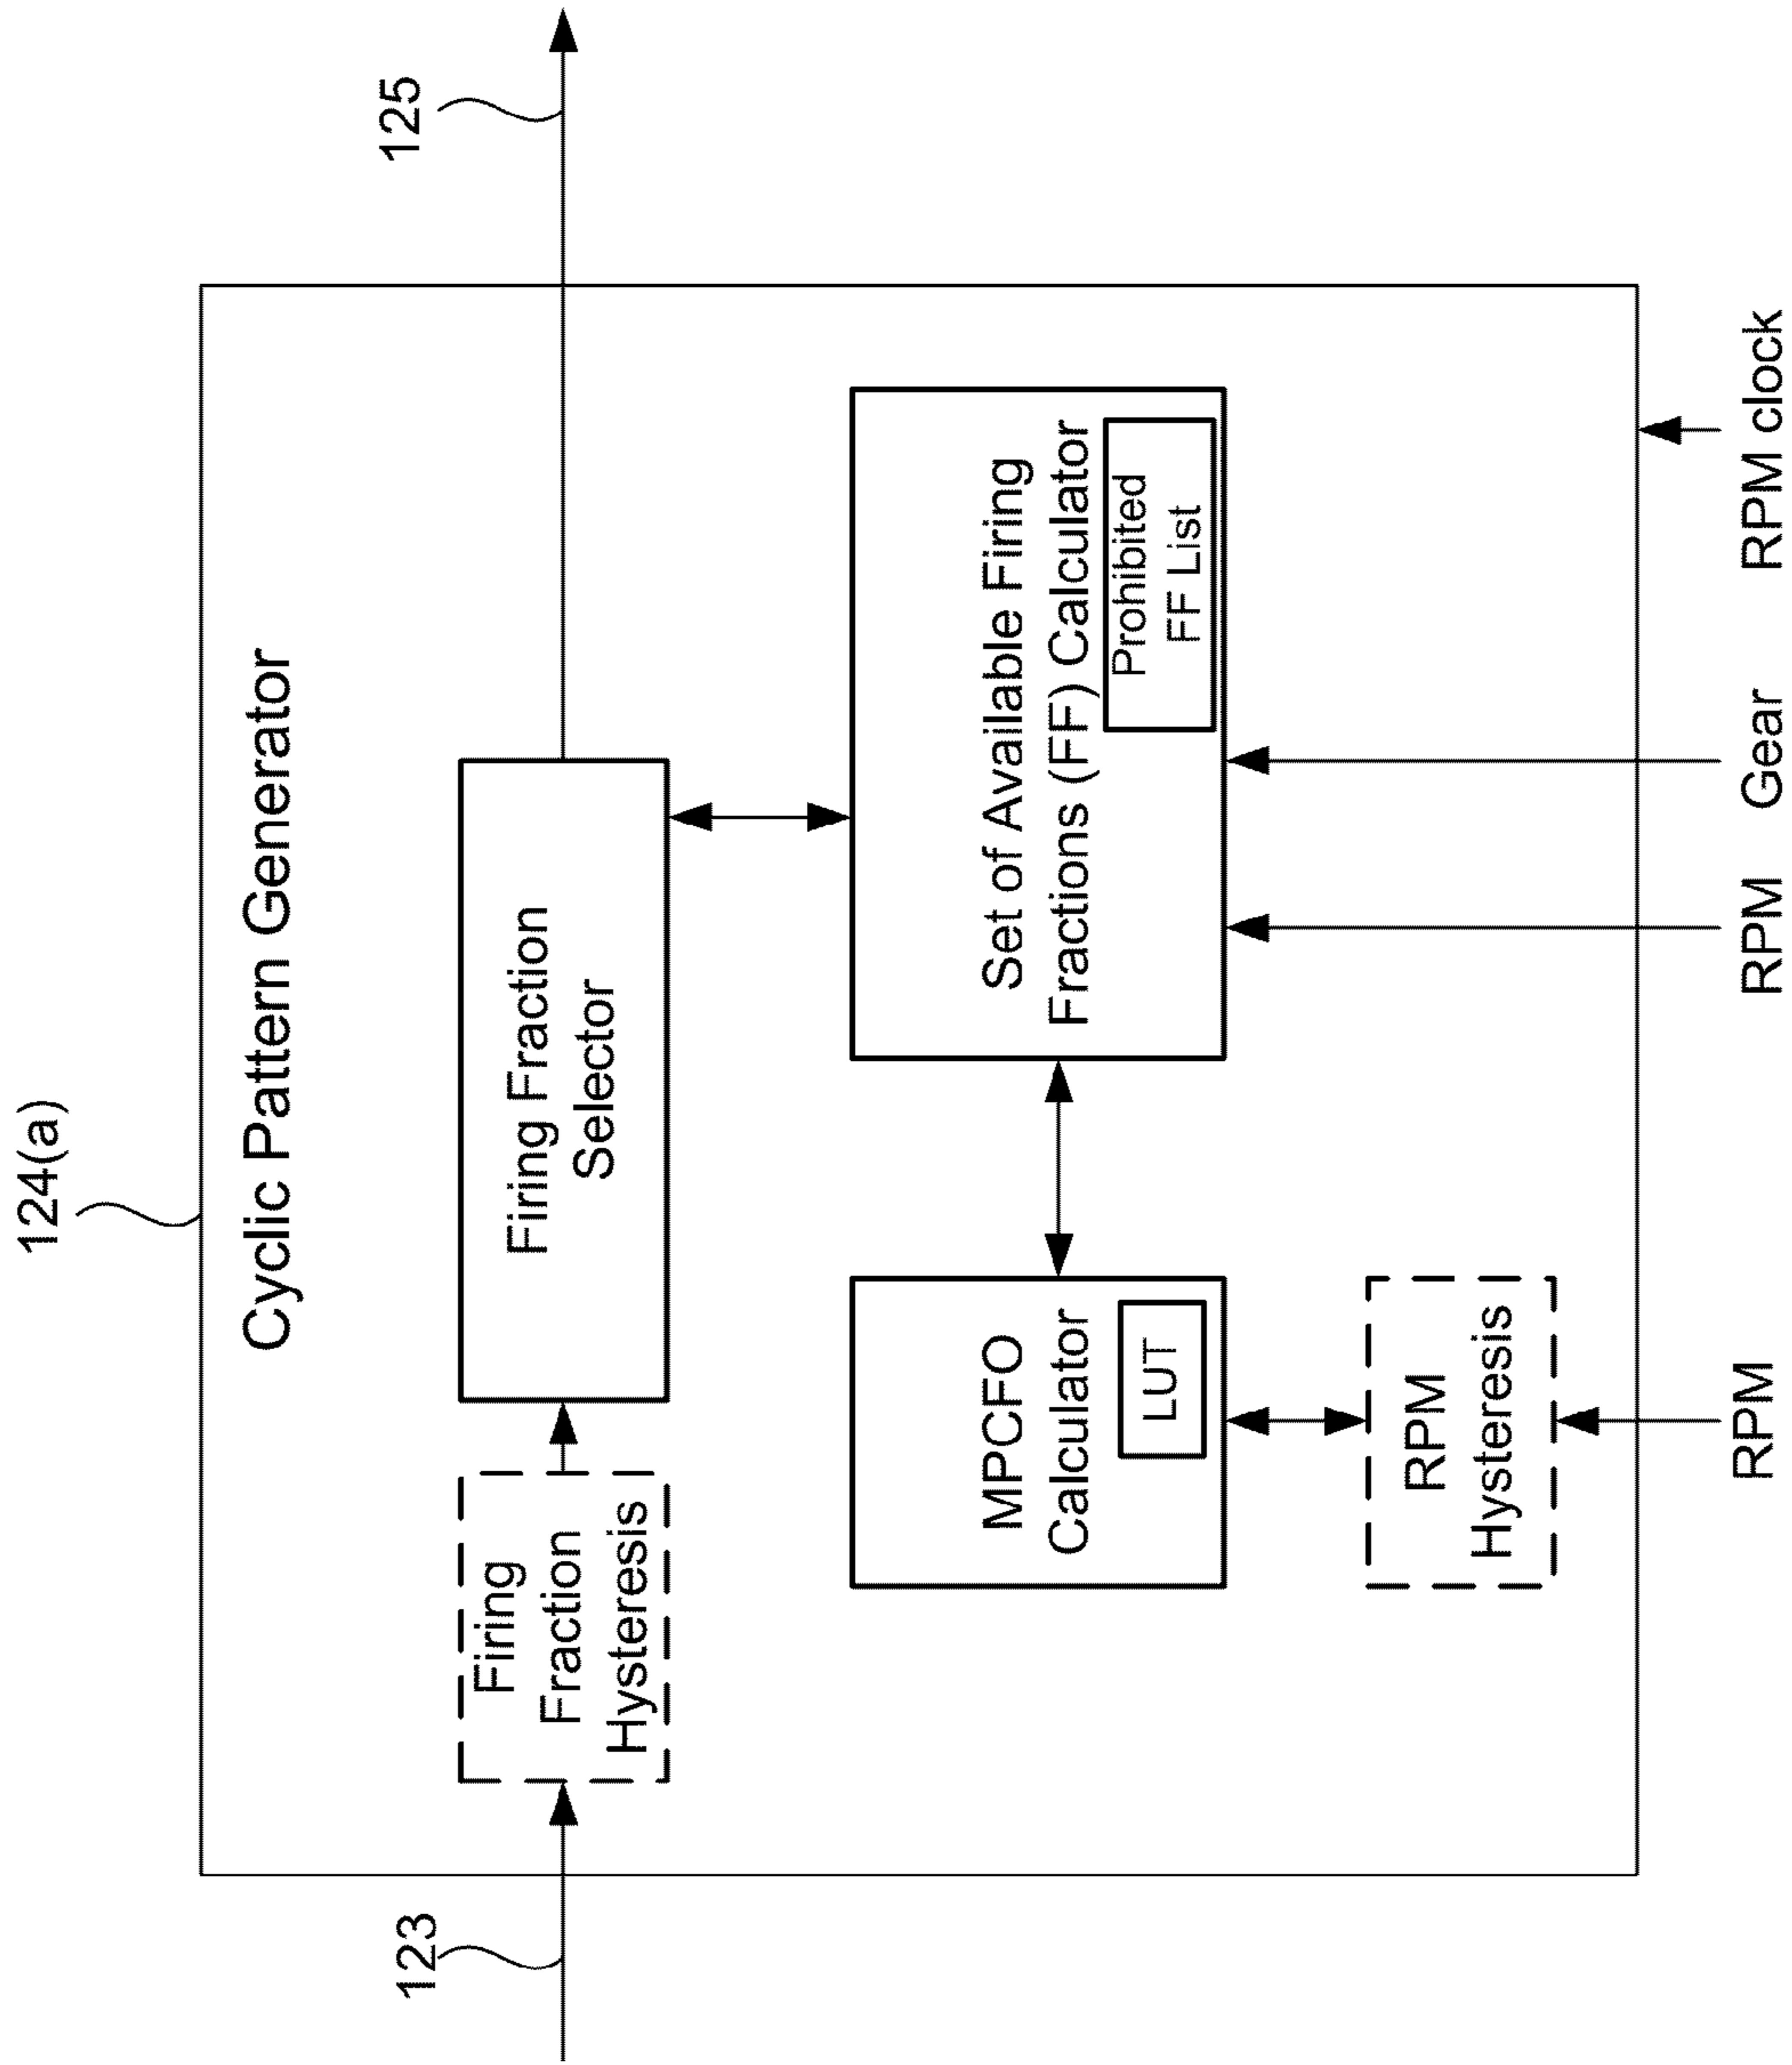 124(a)
Cyclic Pattern Generator
123
Firing
Fraction
Hysteresis
Firing Fraction
Selector
125
MPCFO
Calculator
LUT
Set of Available Firing
Fractions (FF) Calculator
Prohibited
FF List
RPM
Hysteresis
RPM
RPM
Gear
RPM clock